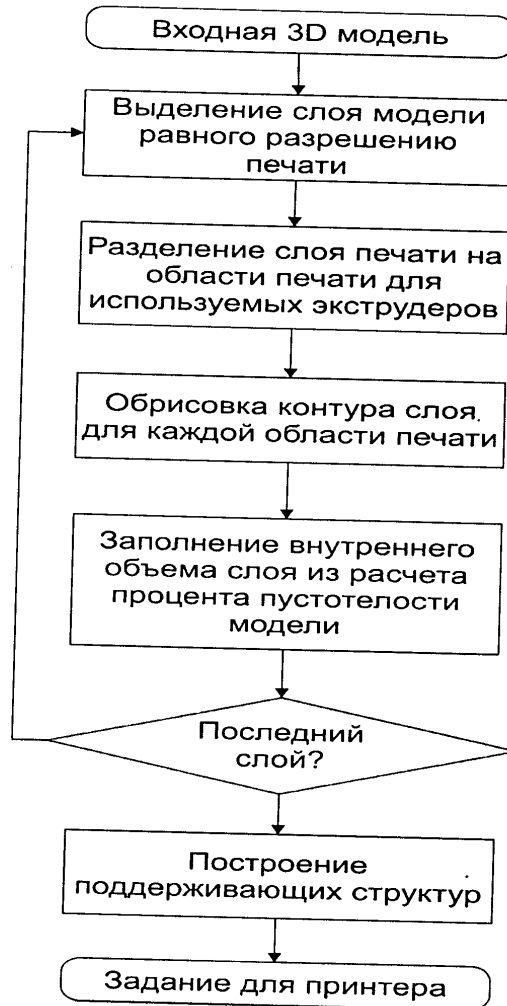 Входная 3D модель
Выделение слоя модели
равного разрешению
печати
Разделение слоя печати на
области печати для
используемых экструдеров
Обрисовка контура слоя
для каждой области печати
Заполнение внутреннего
объема слоя из расчета
процента пустотелости
модели
Последний
слой?
Построение
поддерживающих структур
Задание для принтера